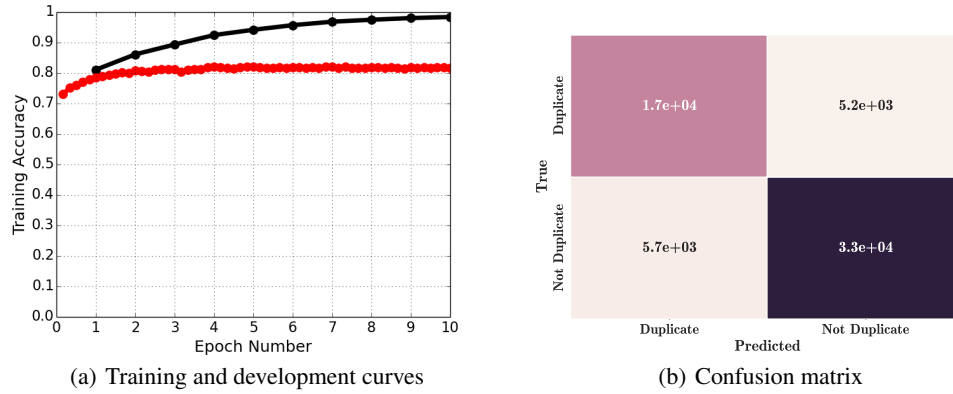 1
0.9
0.8
0.7
0.6
0.5
0.4
0.3
0.2
0.1
0.0
0 1 2 3 4 5 6 7 8 9 10
Training Accuracy
Epoch Number
(a) Training and development curves
True
Duplicate
Not Duplicate
1.7e+04 5.2e+03
5.7e+03 3.3e+04
Duplicate Not Duplicate
Predicted
(b) Confusion matrix